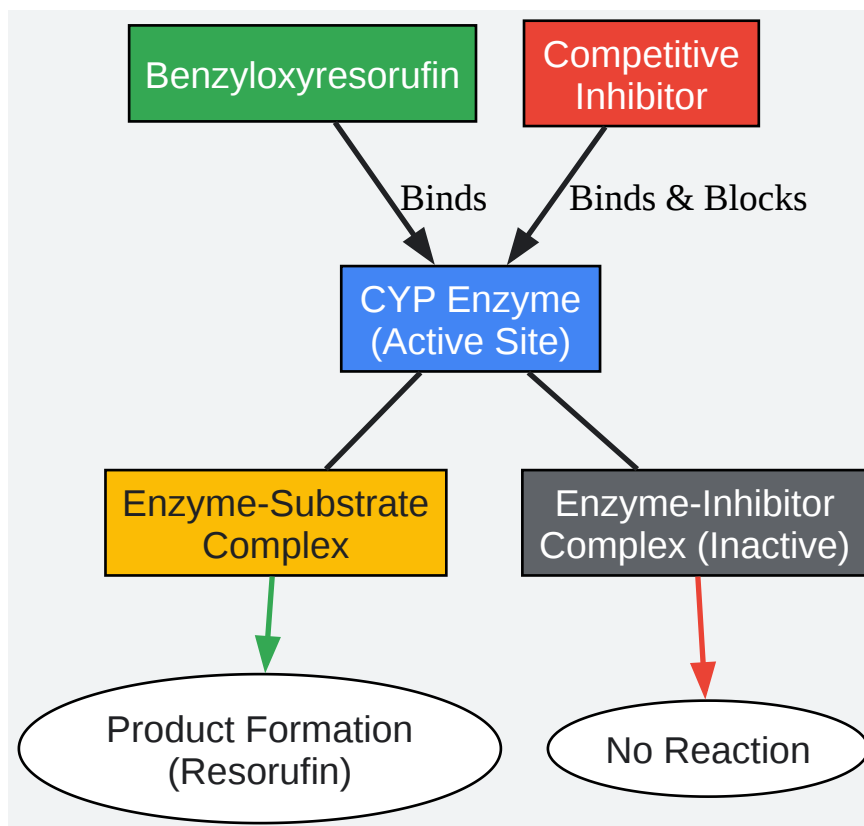 Benzyloxyresorufin
Competitive
Inhibitor
Binds
Binds & Blocks
CYP Enzyme
(Active Site)
Enzyme-Substrate
Complex
Enzyme-Inhibitor
Complex (Inactive)
Product Formation
(Resorufin)
No Reaction